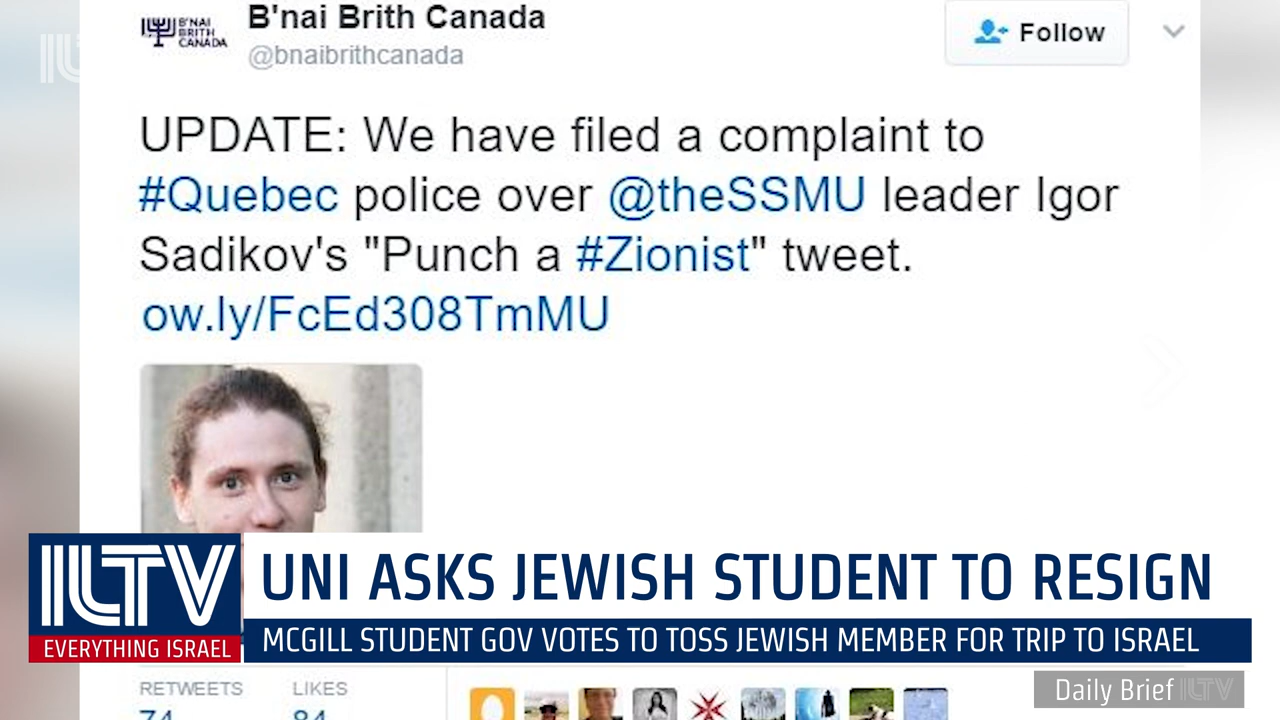 B'nai Brith Canada
B'NAI
BRITH
CANADA
@bnaibrithcanada
Follow
UPDATE: We have filed a complaint to
#Quebec police over @theSSMU leader Igor
Sadikov's "Punch a #Zionist" tweet.
ow.ly/FcEd308TmMU
ILTV
EVERYTHING ISRAEL
UNI ASKS JEWISH STUDENT TO RESIGN
MCGILL STUDENT GOV VOTES TO TOSS JEWISH MEMBER FOR TRIP TO ISRAEL
RETWEETS LIKES
74 84
Daily Brief ILTV